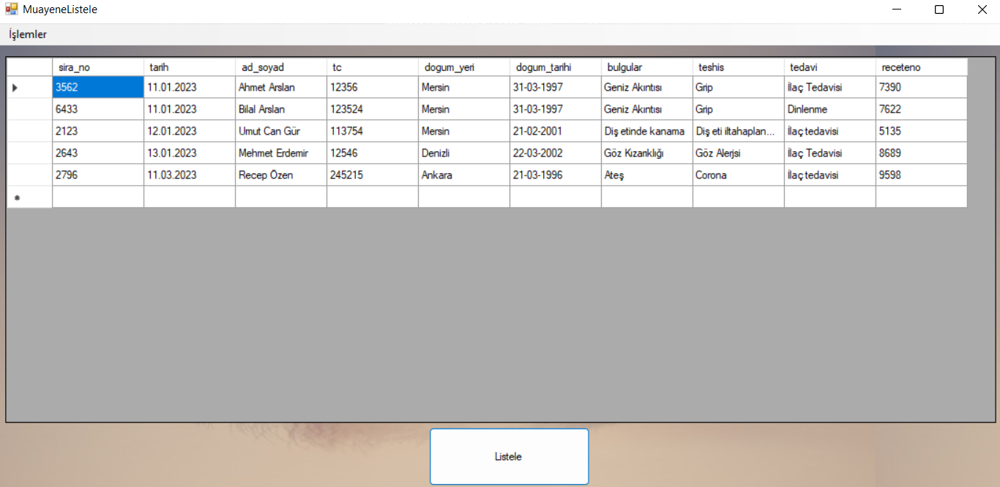 MuayeneListele
İşlemler
sira_no tarih ad_soyad tc dogum_yeri dogum_tarihi bulgular teshis tedavi receteno
3562 11.01.2023 Ahmet Arslan 12356 Mersin 31-03-1997 Geniz Akıntısı Grip İlaç Tedavisi 7390
6433 11.01.2023 Bilal Arslan 123524 Mersin 31-03-1997 Geniz Akıntısı Grip Dinlenme 7622
2123 12.01.2023 Umut Can Gür 113754 Mersin 21-02-2001 Diş etinde kanama Diş eti iltahaplan... İlaç tedavisi 5135
2643 13.01.2023 Mehmet Erdemir 12546 Denizli 22-03-2002 Göz Kızarıklığı Göz Alerjsi İlaç Tedavisi 8689
2796 11.03.2023 Recep Özen 245215 Ankara 21-03-1996 Ateş Corona İlaç tedavisi 9598
Listele